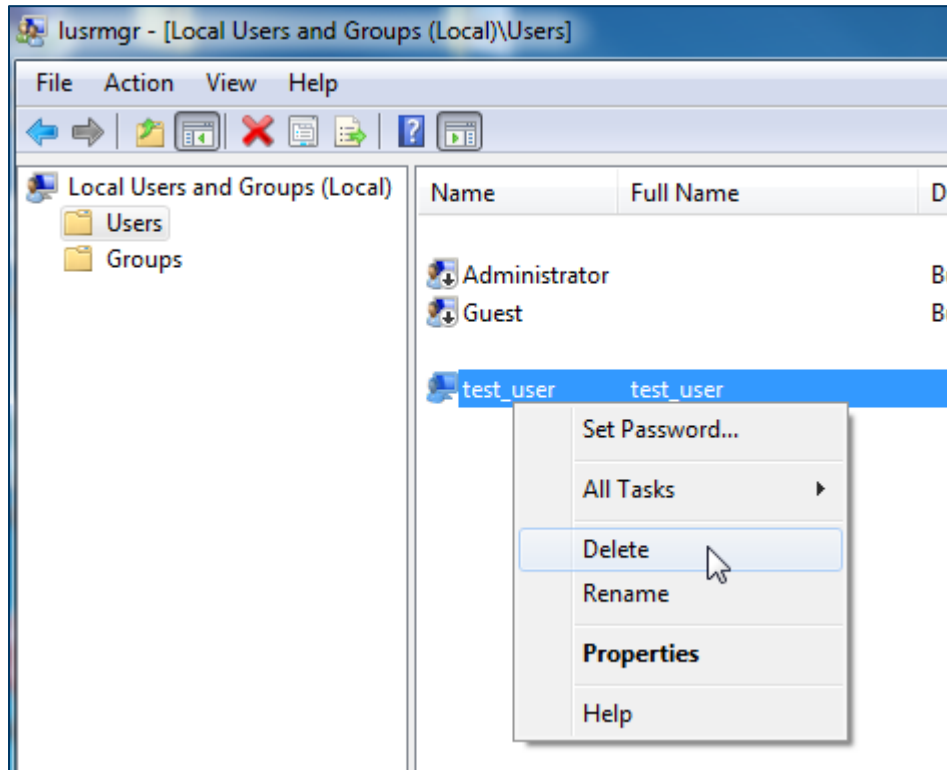 lusrmgr - [Local Users and Groups (Local)\Users]
File Action View Help
Local Users and Groups (Local)
Users
Groups
Name Full Name D
Administrator B
Guest B
test_user test_user
Set Password...
All Tasks
Delete
Rename
Properties
Help